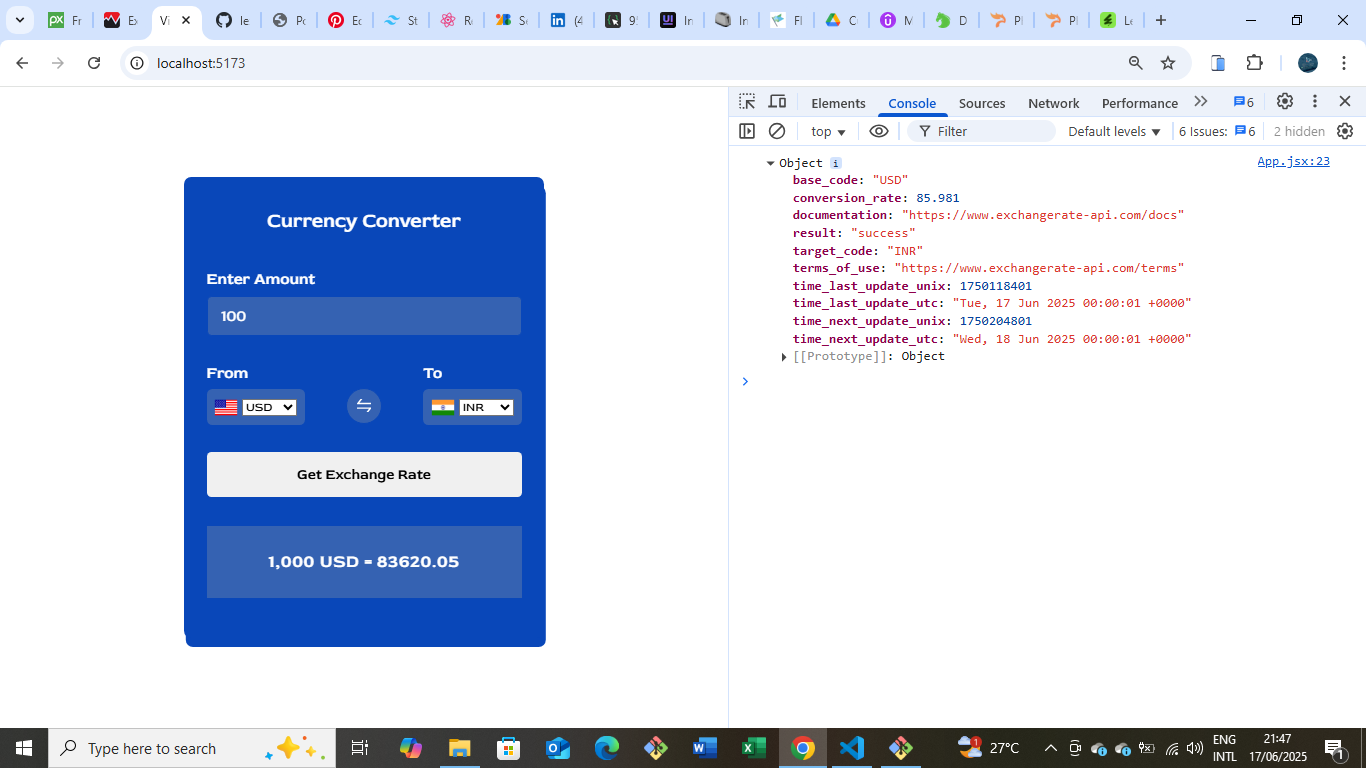 Fr
Ex
Vi
le
Po
Ec
St
Re
Sc
(4
9!
In
In
Fl
C
M
D
Pl
Pl
Le
localhost:5173
Elements
Console
Sources
Network
Performance
6
top
Filter
Default levels
6 Issues:
6
2 hidden
Currency Converter
Enter Amount
100
From
To
USD
INR
Get Exchange Rate
1,000 USD = 83620.05
Object
App.jsx:23
base_code: "USD"
conversion_rate: 85.981
documentation: "https://www.exchangerate-api.com/docs"
result: "success"
target_code: "INR"
terms_of_use: "https://www.exchangerate-api.com/terms"
time_last_update_unix: 1750118401
time_last_update_utc: "Tue, 17 Jun 2025 00:00:01 +0000"
time_next_update_unix: 1750204801
time_next_update_utc: "Wed, 18 Jun 2025 00:00:01 +0000"
[[Prototype]]: Object
Type here to search
27°C
ENG
INTL
21:47
17/06/2025
1